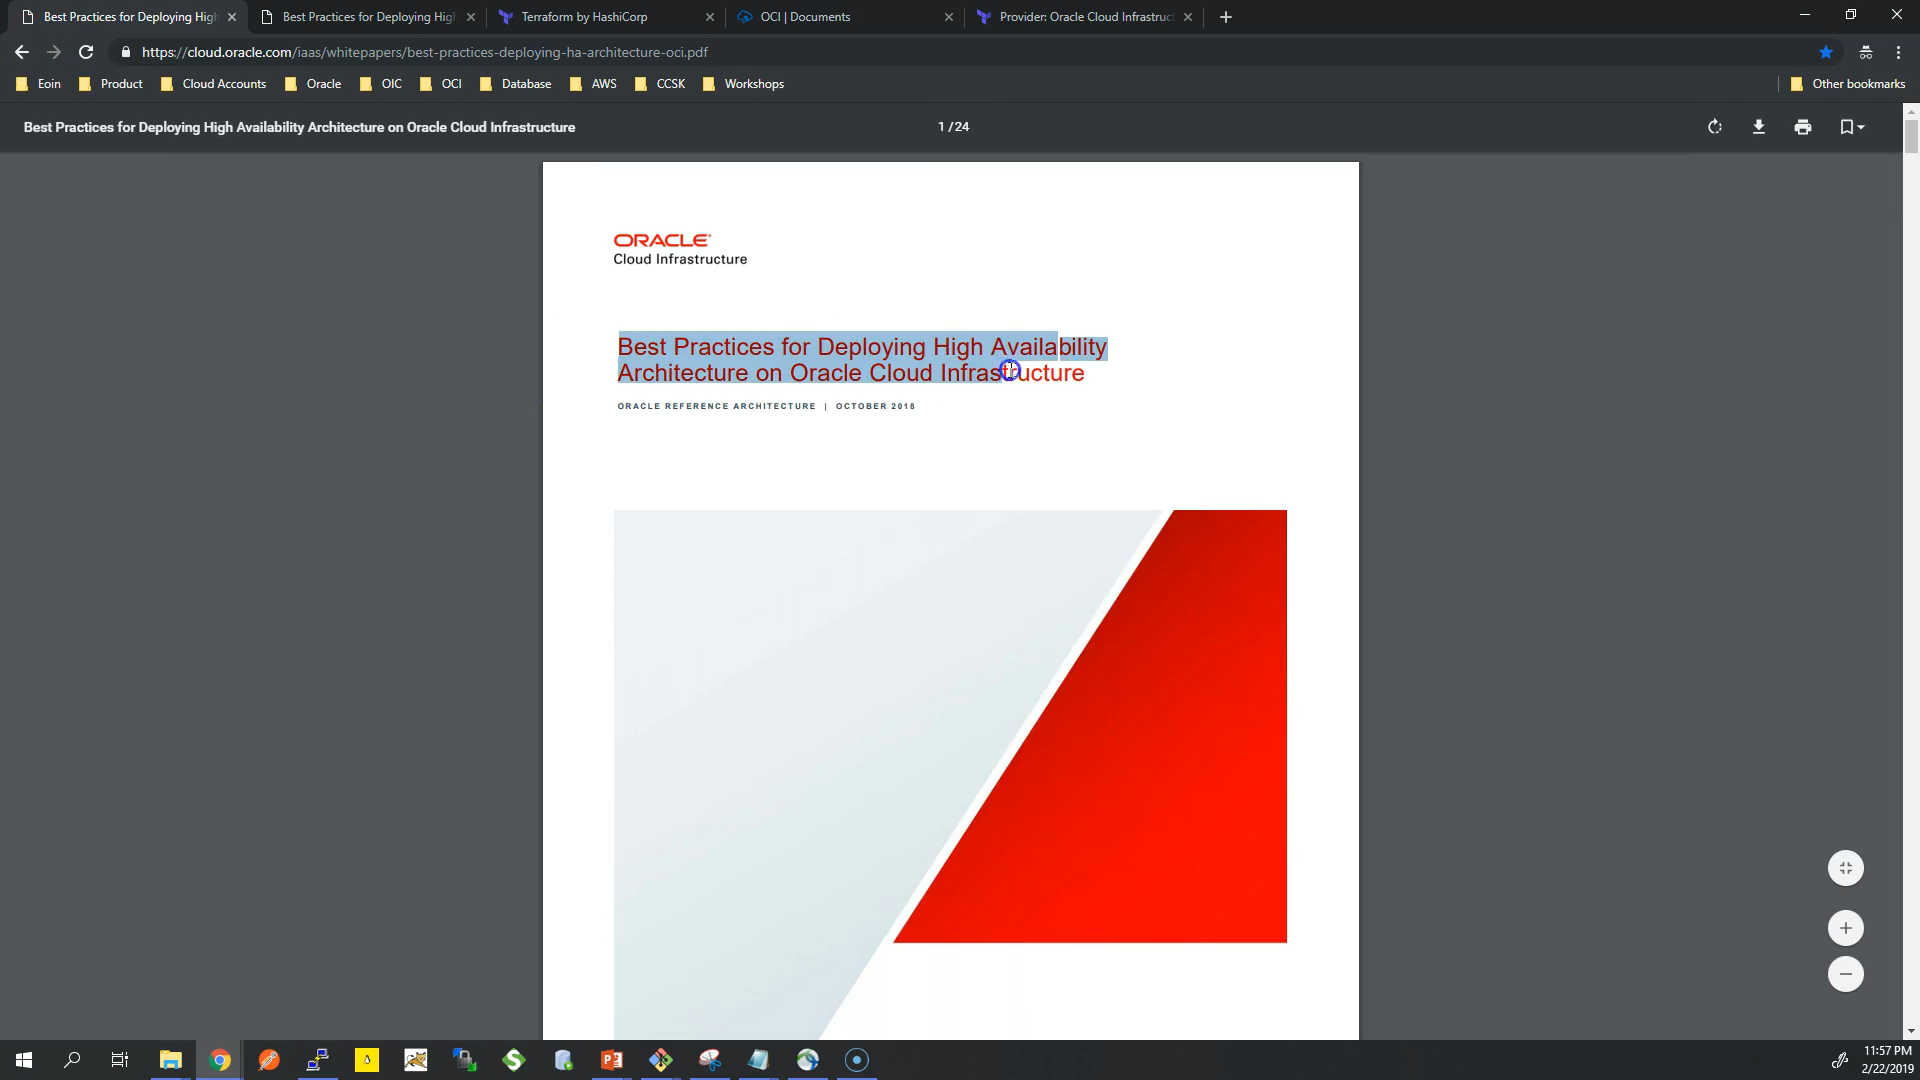 Best Practices for Deploying High
Best Practices for Deploying High
Terraform by HashiCorp
OCI | Documents
Provider: Oracle Cloud Infrastruc
https://cloud.oracle.com/iaas/whitepapers/best-practices-deploying-ha-architecture-oci.pdf
Eoin
Product
Cloud Accounts
Oracle
OIC
OCI
Database
AWS
CCSK
Workshops
Other bookmarks
Best Practices for Deploying High Availability Architecture on Oracle Cloud Infrastructure
1 / 24
ORACLE
Cloud Infrastructure
Best Practices for Deploying High Availability
Architecture on Oracle Cloud Infrastructure
ORACLE REFERENCE ARCHITECTURE | OCTOBER 2018
11:57 PM
2/22/2019